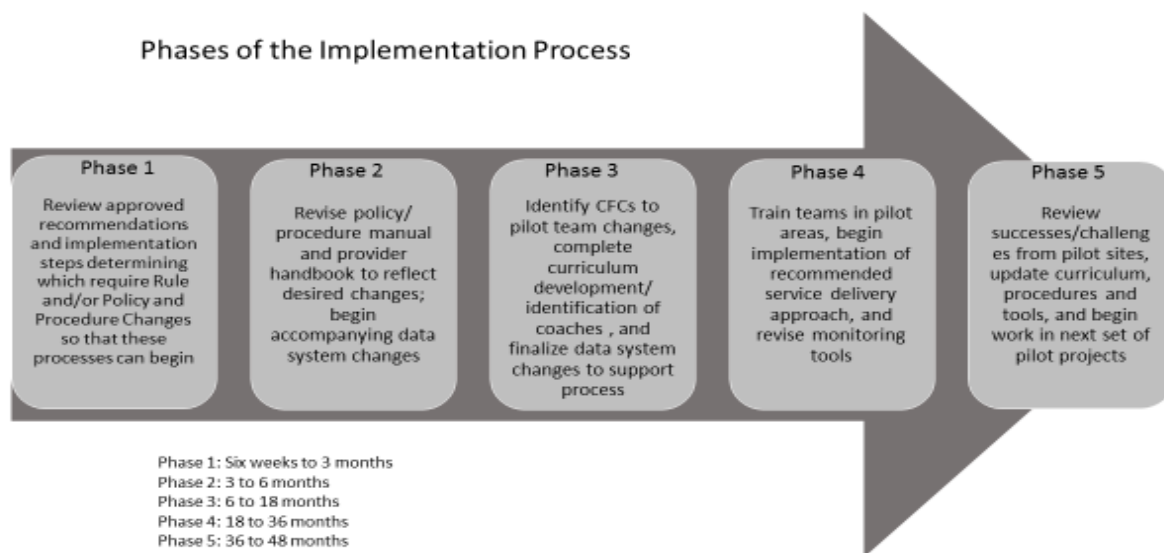 Phases of the Implementation Process
Phase 1
Review approved
recommendations
and implementation
steps determining
which require Rule
and/or Policy and
Procedure Changes
so that these
processes can begin
Phase 2
Revise policy/
procedure manual
and provider
handbook to reflect
desired changes;
begin
accompanying data
system changes
Phase 3
Identify CFCs to
pilot team changes,
complete
curriculum
development/
identification of
coaches , and
finalize data system
changes to support
process
Phase 4
Train teams in pilot
areas, begin
implementation of
recommended
service delivery
approach, and
revise monitoring
tools
Phase 5
Review
successes/challeng
es from pilot sites,
update curriculum,
procedures and
tools, and begin
work in next set of
pilot projects
Phase 1: Six weeks to 3 months
Phase 2: 3 to 6 months
Phase 3: 6 to 18 months
Phase 4: 18 to 36 months
Phase 5: 36 to 48 months